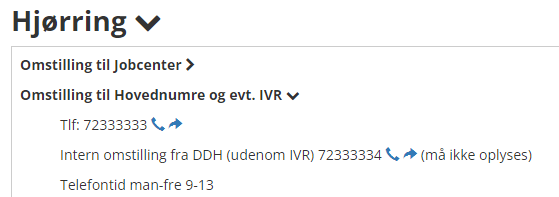 Hjørring
Omstilling til Jobcenter
Omstilling til Hovednumre og evt. IVR
Tlf: 72333333
Intern omstilling fra DDH (udenom IVR) 72333334 (må ikke oplyses)
Telefontid man-fre 9-13